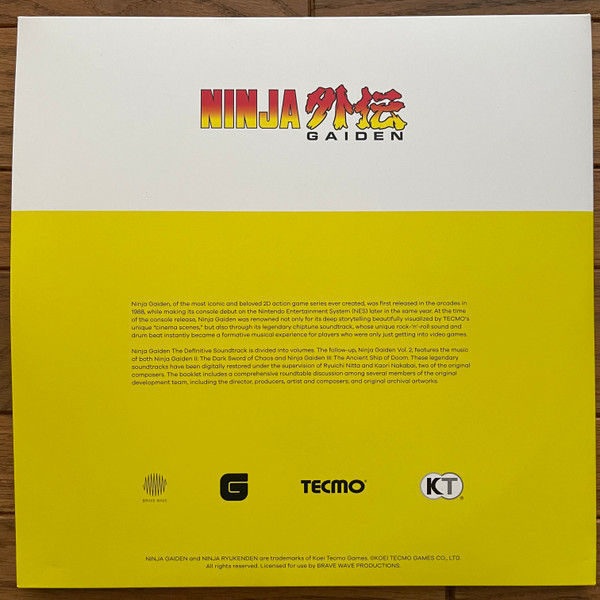 NINJA 外伝
GAIDEN
Ninja Gaiden, of the most iconic and beloved 2D action game series ever created, was first released in the arcades in
1988, while making its console debut on the Nintendo Entertainment System (NES) later in the same year. At the time
of the console release, Ninja Gaiden was renowned not only for its deep storytelling beautifully visualized by TECMO's
unique "cinema scenes," but also through its legendary chiptune soundtrack, whose unique rock-'n'-roll sound and
drum beat instantly became a formative musical experience for players who were only just getting into video games.
Ninja Gaiden The Definitive Soundtrack is divided into volumes. The follow-up, Ninja Gaiden Vol. 2, features the music
of both Ninja Gaiden II: The Dark Sword of Chaos and Ninja Gaiden III: The Ancient Ship of Doom. These legendary
soundtracks have been digitally restored under the supervision of Ryuichi Nitta and Kaori Nakabai, two of the original
composers. The booklet includes a comprehensive roundtable discussion among several members of the original
development team, including the director, producers, artist and composers; and original archival artworks.
BRAVE WAVE
G
TECMO®
KT®
NINJA GAIDEN and NINJA RYUKENDEN are trademarks of Koei Tecmo Games. ©KOEI TECMO GAMES CO., LTD.
All rights reserved. Licensed for use by BRAVE WAVE PRODUCTIONS.